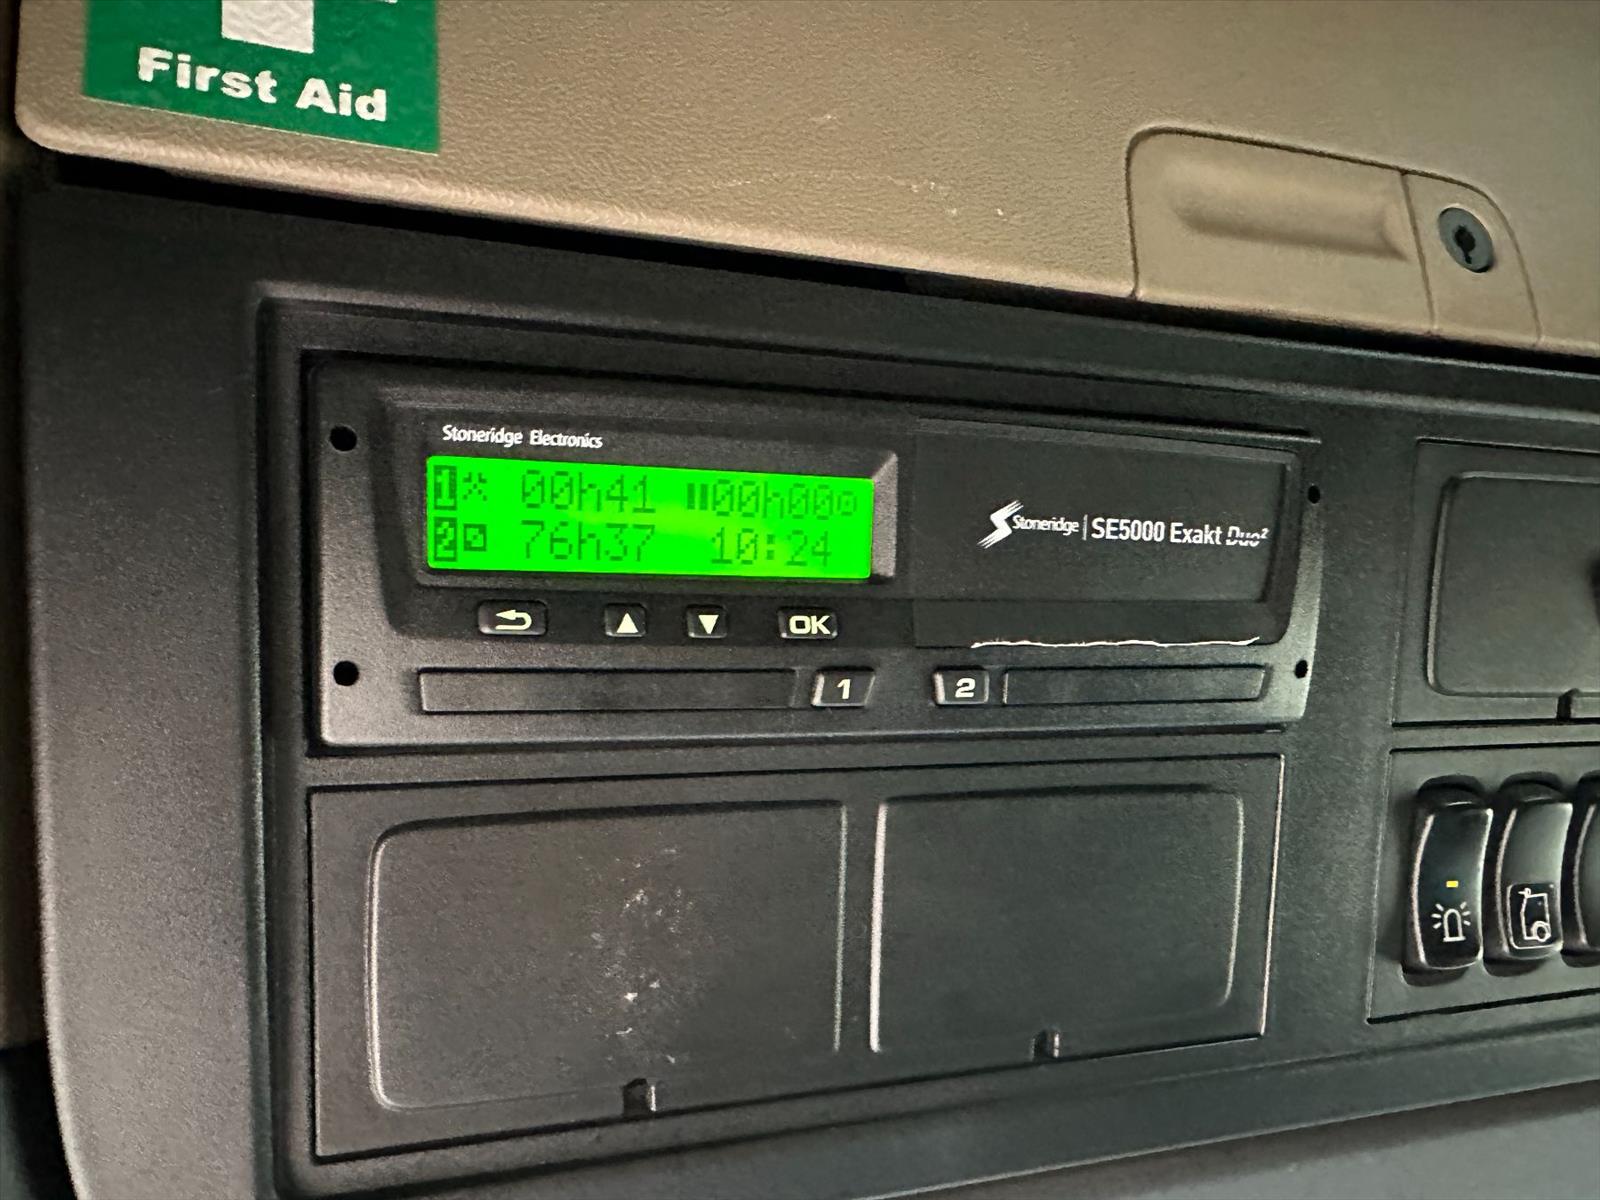 First Aid
Stoneridge Electronics
1 00h41 00h00
2 76h37 10:24
Stoneridge | SE5000 Exakt Duo²
OK
1 2